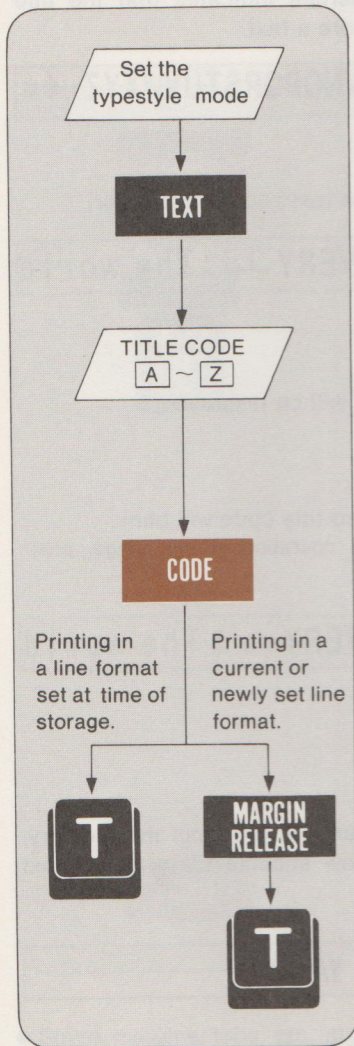 Set the
typestyle mode
TEXT
TITLE CODE
A ~ Z
CODE
Printing in
a line format
set at time of
storage.
Printing in a
current or
newly set line
format.
T
MARGIN
RELEASE
T